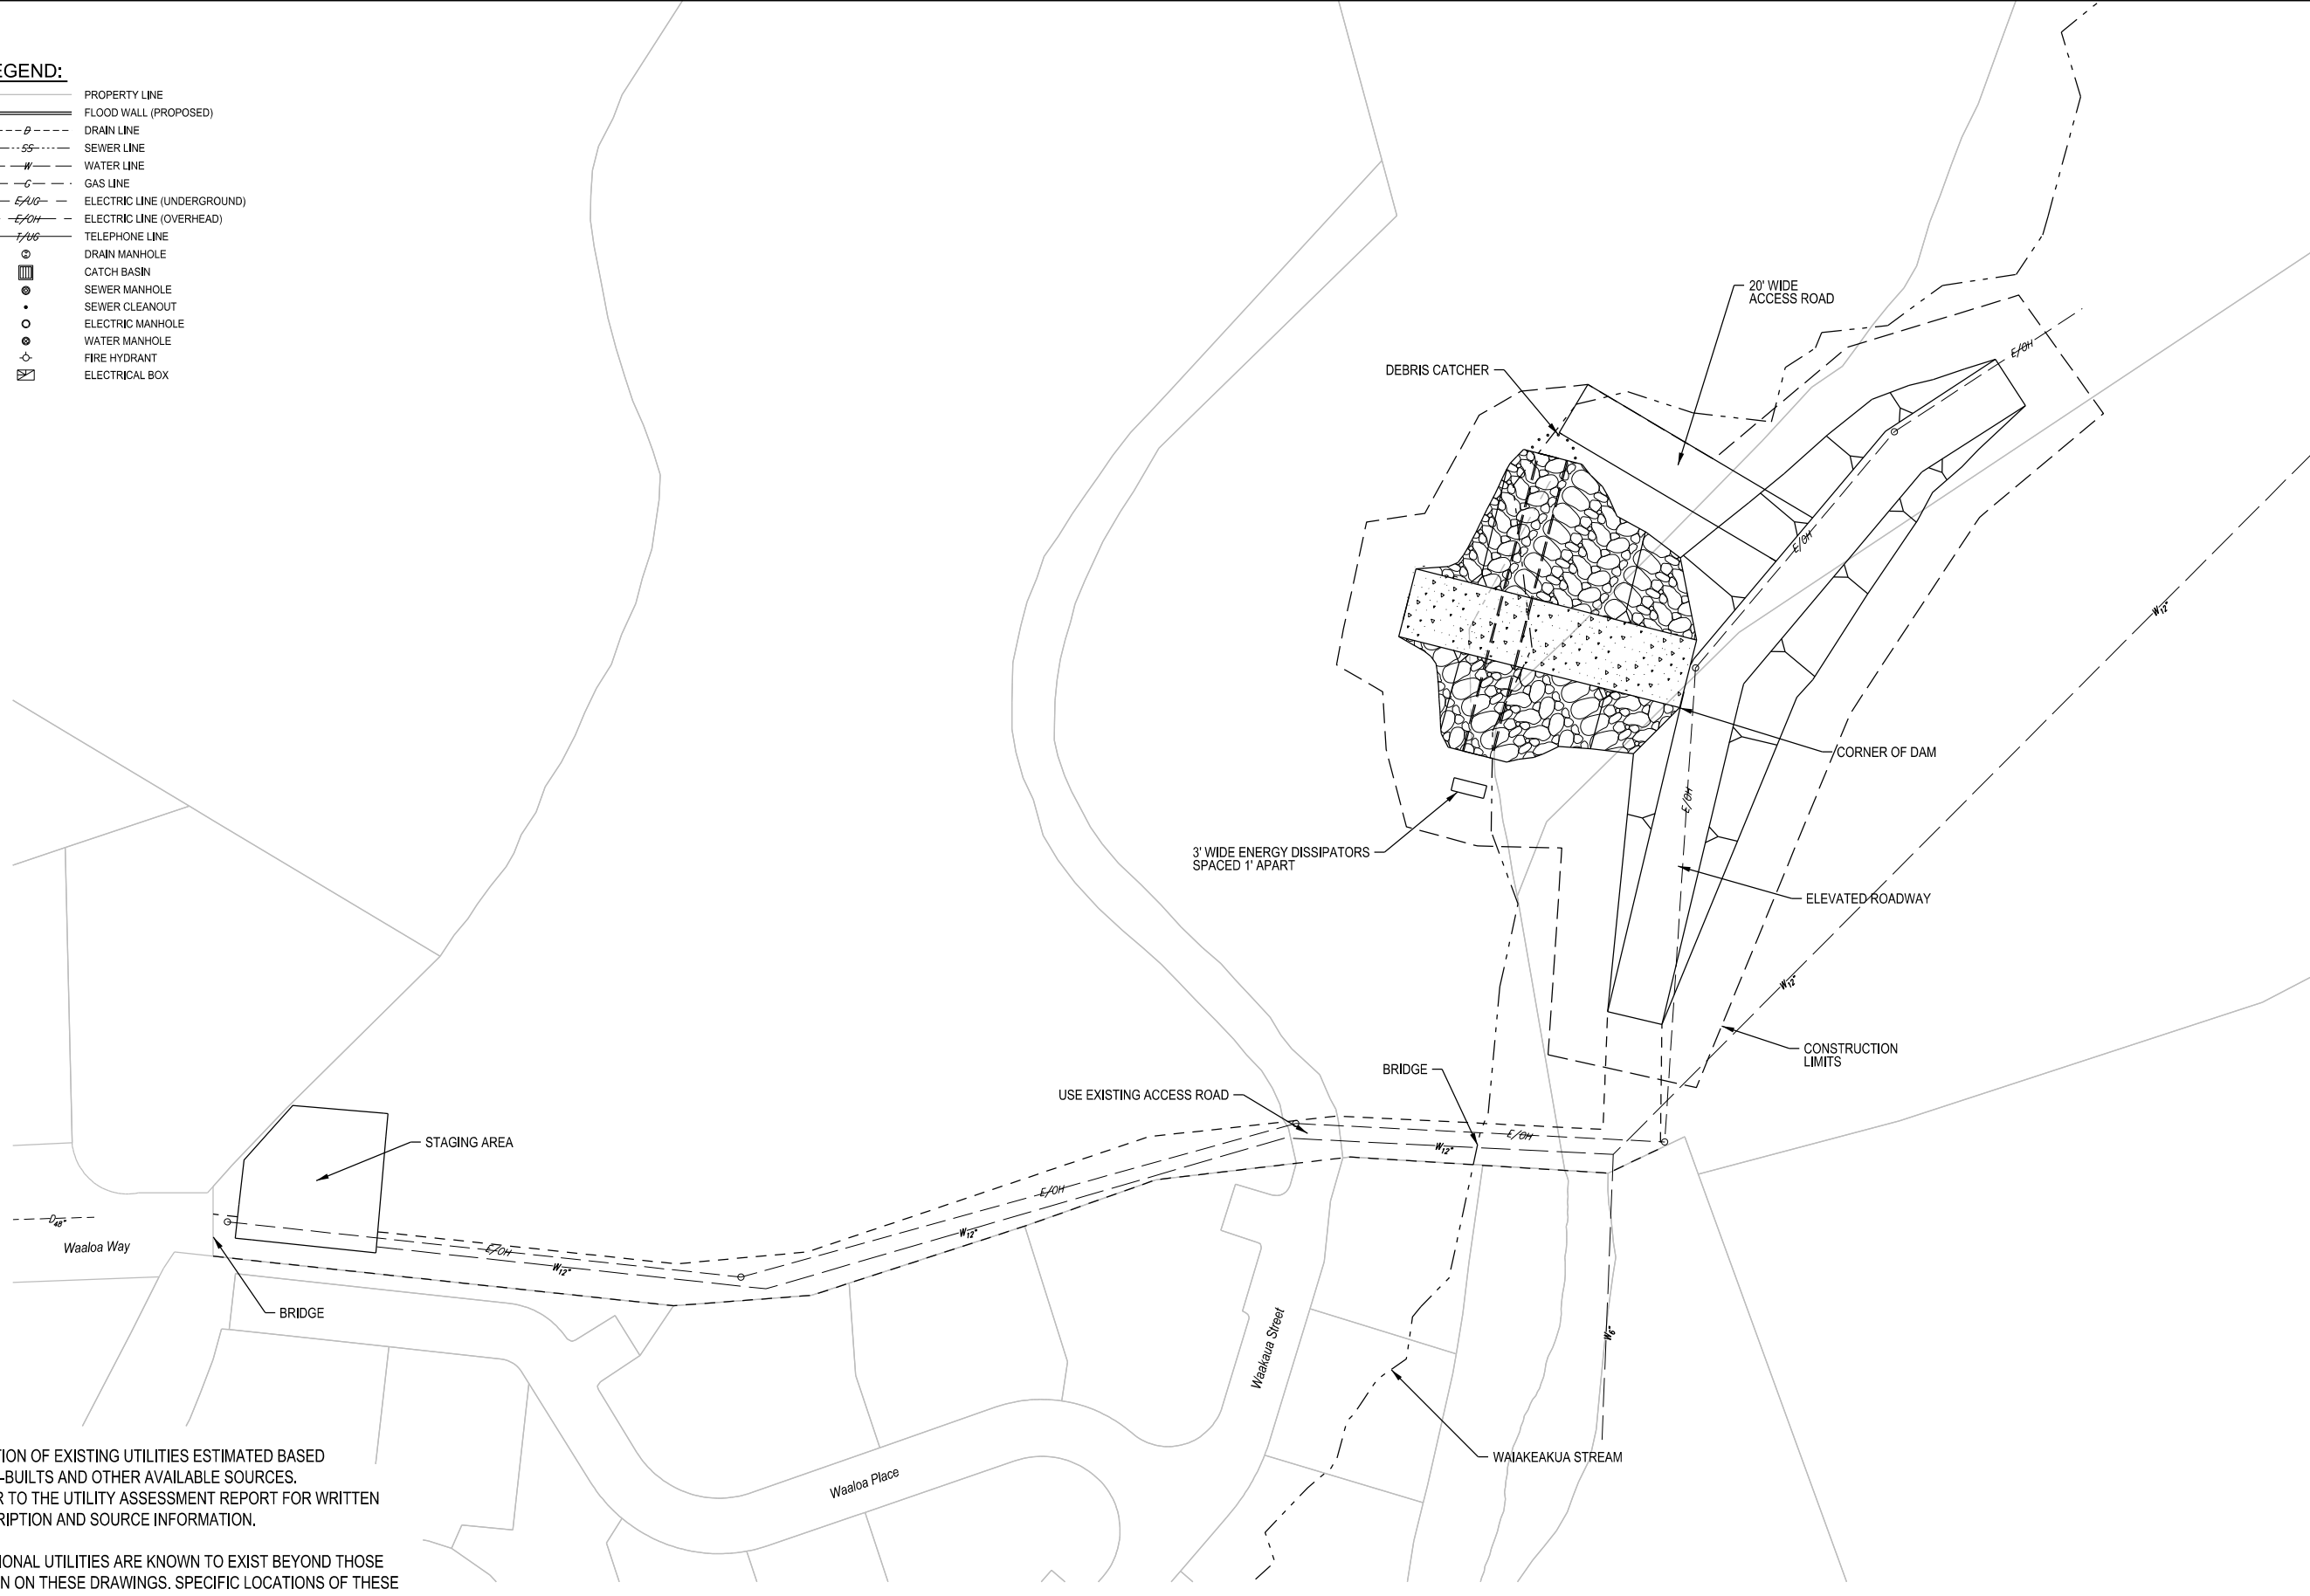 EGEND:
PROPERTY LINE
FLOOD WALL (PROPOSED)
D DRAIN LINE
SS SEWER LINE
W WATER LINE
G GAS LINE
E/UG ELECTRIC LINE (UNDERGROUND)
E/OH ELECTRIC LINE (OVERHEAD)
T/UG TELEPHONE LINE
DRAIN MANHOLE
CATCH BASIN
SEWER MANHOLE
SEWER CLEANOUT
ELECTRIC MANHOLE
WATER MANHOLE
FIRE HYDRANT
ELECTRICAL BOX
20' WIDE
ACCESS ROAD
E/OH
DEBRIS CATCHER
E/OH
W12"
CORNER OF DAM
E/OH
3' WIDE ENERGY DISSIPATORS
SPACED 1' APART
ELEVATED ROADWAY
W12"
CONSTRUCTION
LIMITS
BRIDGE
USE EXISTING ACCESS ROAD
E/OH
W12"
STAGING AREA
E/OH
W12"
D48"
Waaloa Way
E/OH
W12"
BRIDGE
W6"
Waakaua Street
WAIAKEAKUA STREAM
Waaloa Place
TION OF EXISTING UTILITIES ESTIMATED BASED
-BUILTS AND OTHER AVAILABLE SOURCES.
R TO THE UTILITY ASSESSMENT REPORT FOR WRITTEN
RIPTION AND SOURCE INFORMATION.
IONAL UTILITIES ARE KNOWN TO EXIST BEYOND THOSE
N ON THESE DRAWINGS. SPECIFIC LOCATIONS OF THESE